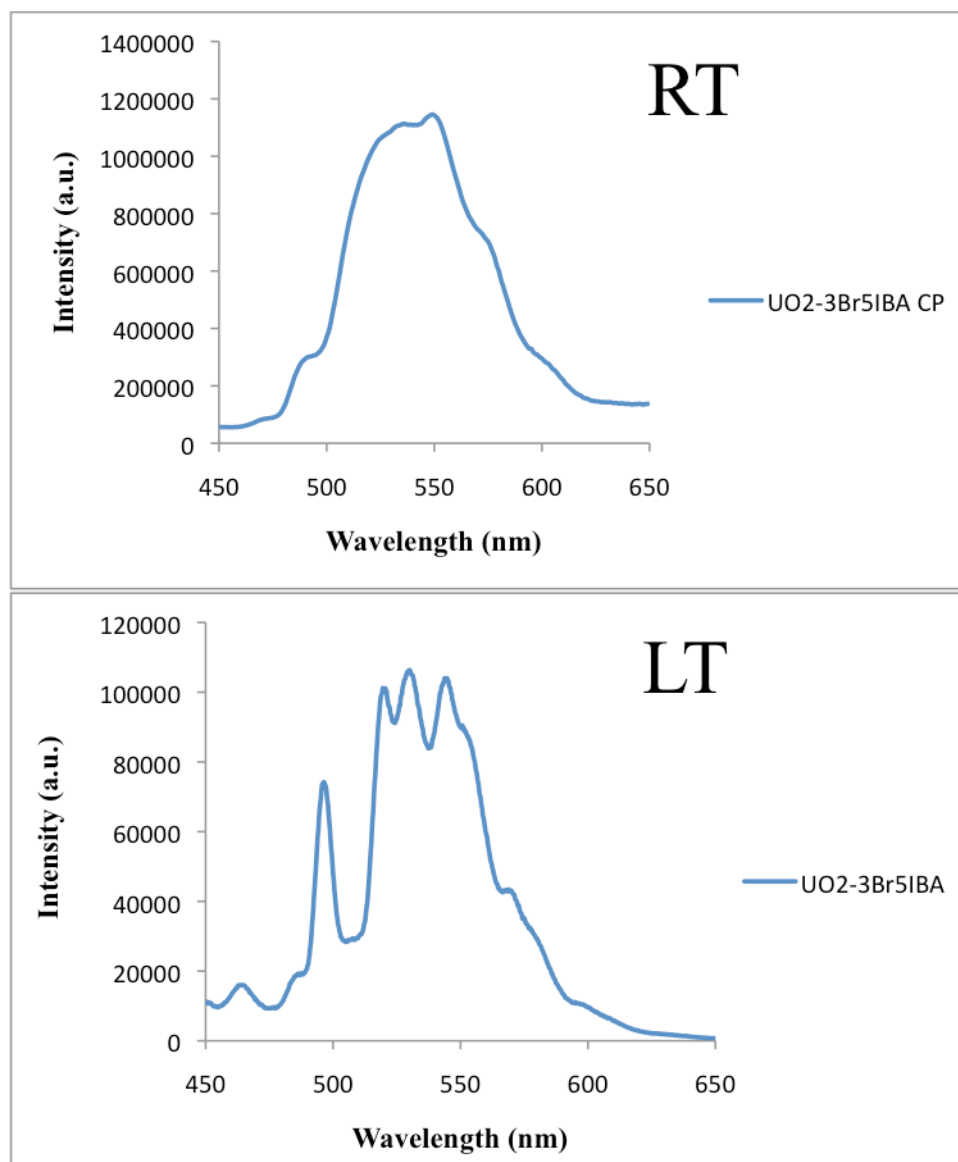 RT
1400000
1200000
1000000
800000
600000
400000
200000
0
Intensity (a.u.)
UO2-3Br5IBA CP
450 500 550 600 650
Wavelength (nm)
LT
120000
100000
80000
60000
40000
20000
0
Intensity (a.u.)
UO2-3Br5IBA
450 500 550 600 650
Wavelength (nm)